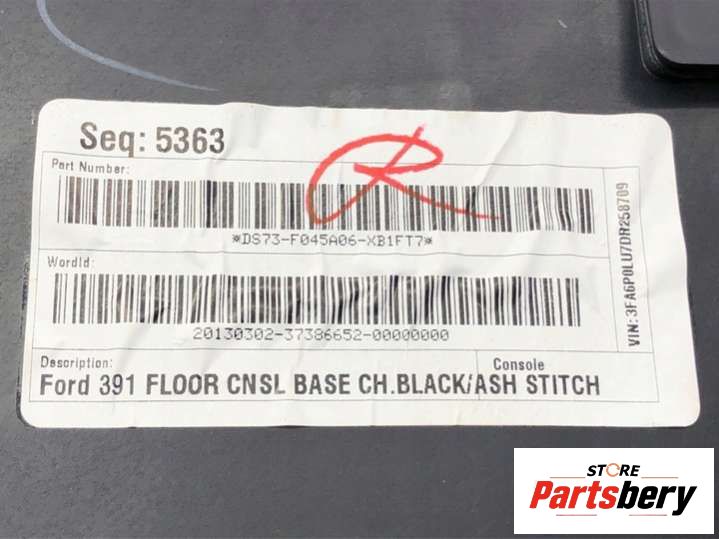 Seq: 5363
Part Number:
*DS73-F045A06-XB1FT7*
WordId:
20130302-37386652-00000000
VIN: 3FA6P0LU7DR258709
Description:
Console
Ford 391 FLOOR CNSL BASE CH.BLACK/ASH STITCH
R
STORE
Partsbery